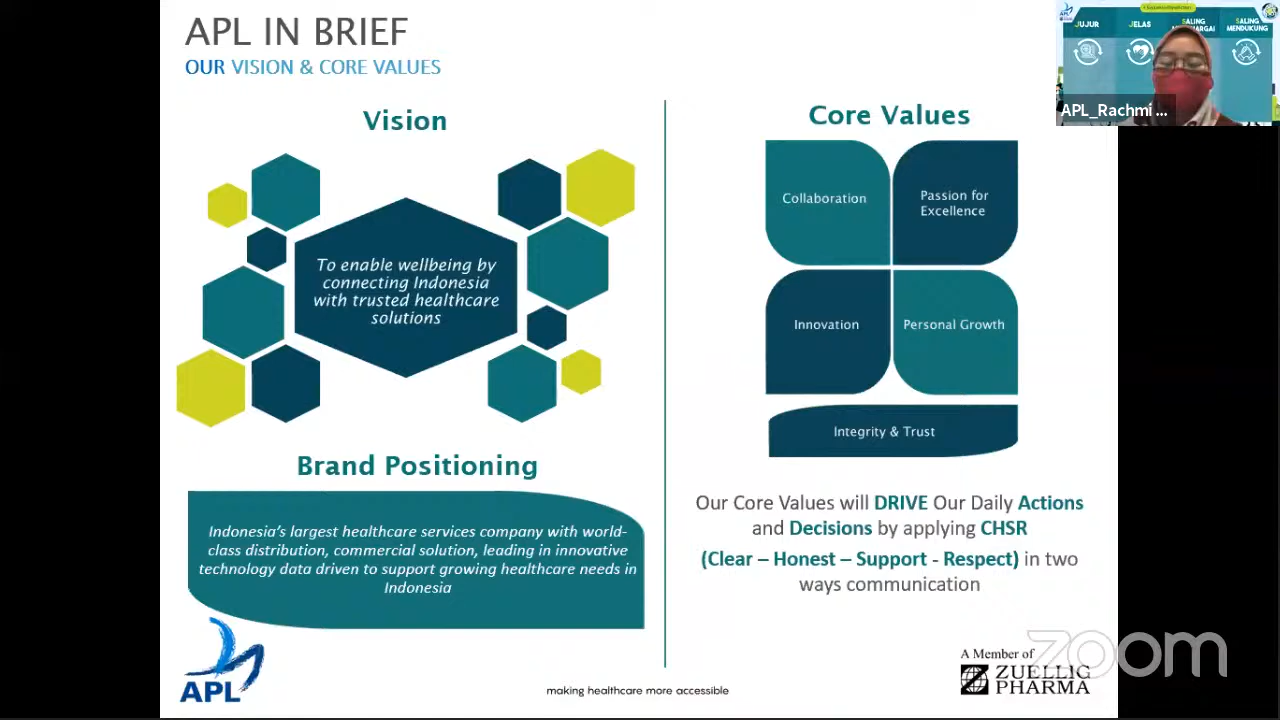 APL IN BRIEF
OUR VISION & CORE VALUES
Vision
To enable wellbeing by
connecting Indonesia
with trusted healthcare
solutions
Brand Positioning
Indonesia's largest healthcare services company with world-
class distribution, commercial solution, leading in innovative
technology data driven to support growing healthcare needs in
Indonesia
APL
making healthcare more accessible
Core Values
Collaboration
Passion for
Excellence
Innovation
Personal Growth
Integrity & Trust
Our Core Values will DRIVE Our Daily Actions
and Decisions by applying CHSR
(Clear – Honest – Support - Respect) in two
ways communication
A Member of
ZUELLIG
PHARMA
zoom
APL
JUJUR
JELAS
SALING
SALING
MENDUKUNG
APL_Rachmi ...